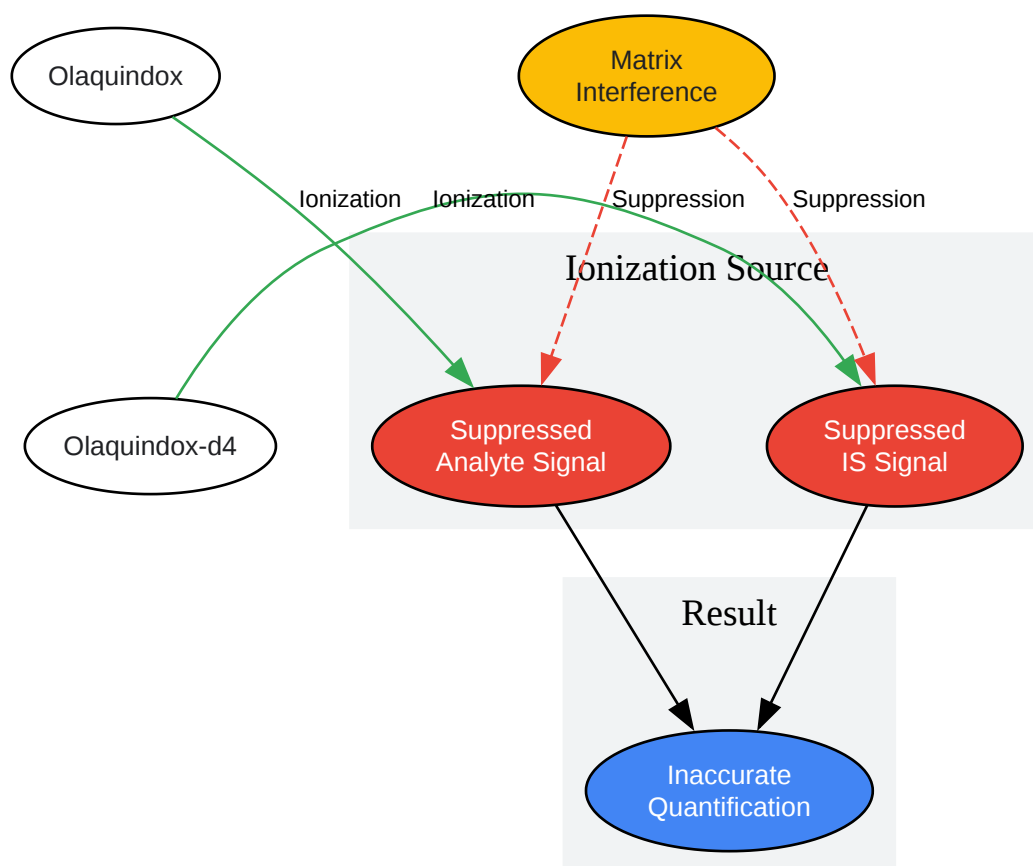 Olaquindox
Matrix
Interference
Ionization
Ionization
Suppression
Suppression
Ionization Source
Olaquindox-d4
Suppressed
Analyte Signal
Suppressed
IS Signal
Result
Inaccurate
Quantification